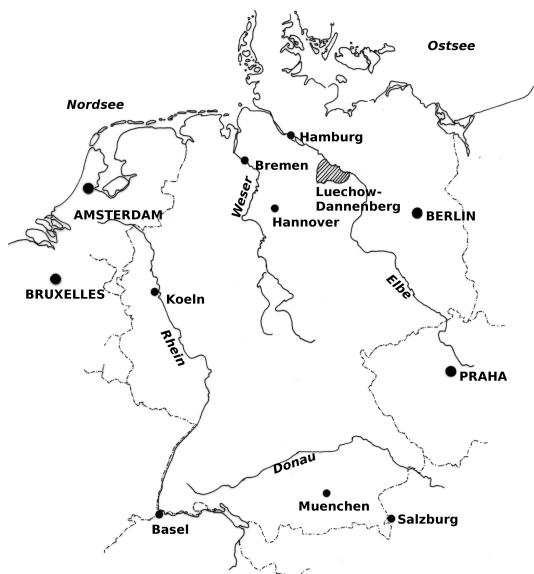 Ostsee
Nordsee
Hamburg
Bremen
Luechow-
Dannenberg
Weser
AMSTERDAM
Hannover
BERLIN
BRUXELLES
Koeln
Elbe
Rhein
PRAHA
Donau
Muenchen
Salzburg
Basel